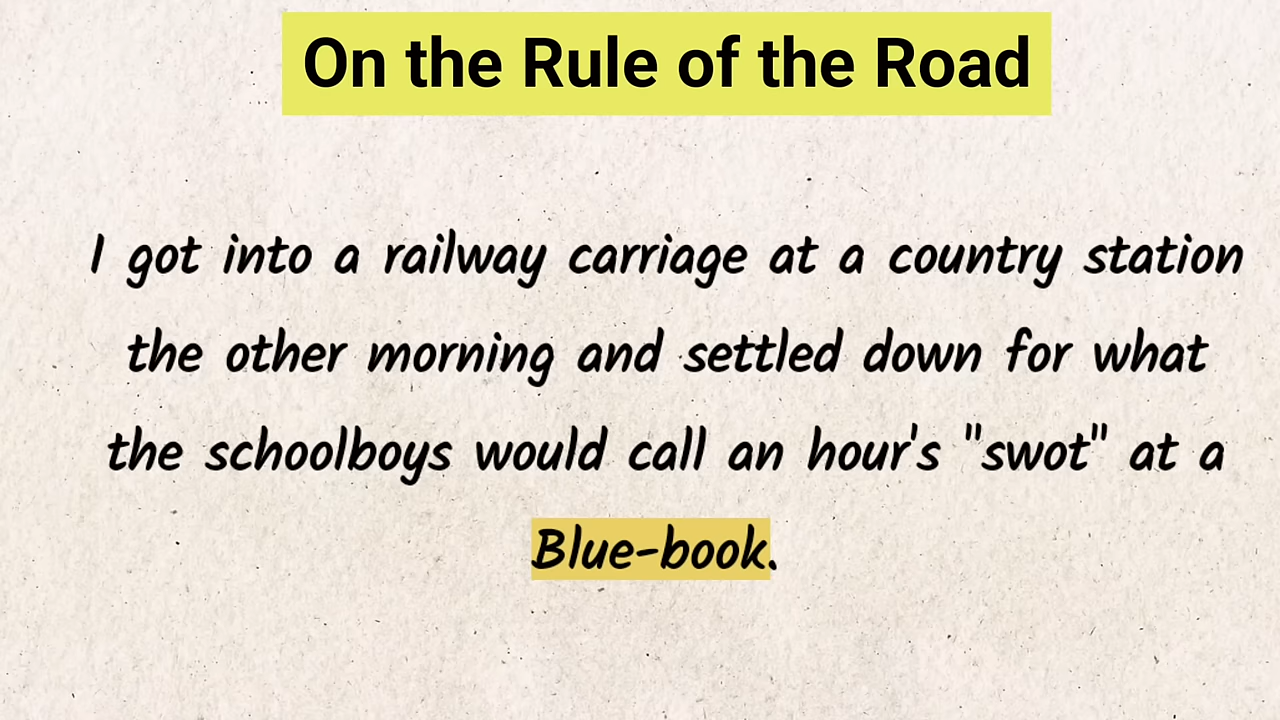 On the Rule of the Road
I got into a railway carriage at a country station
the other morning and settled down for what
the schoolboys would call an hour's "swot" at a
Blue-book.